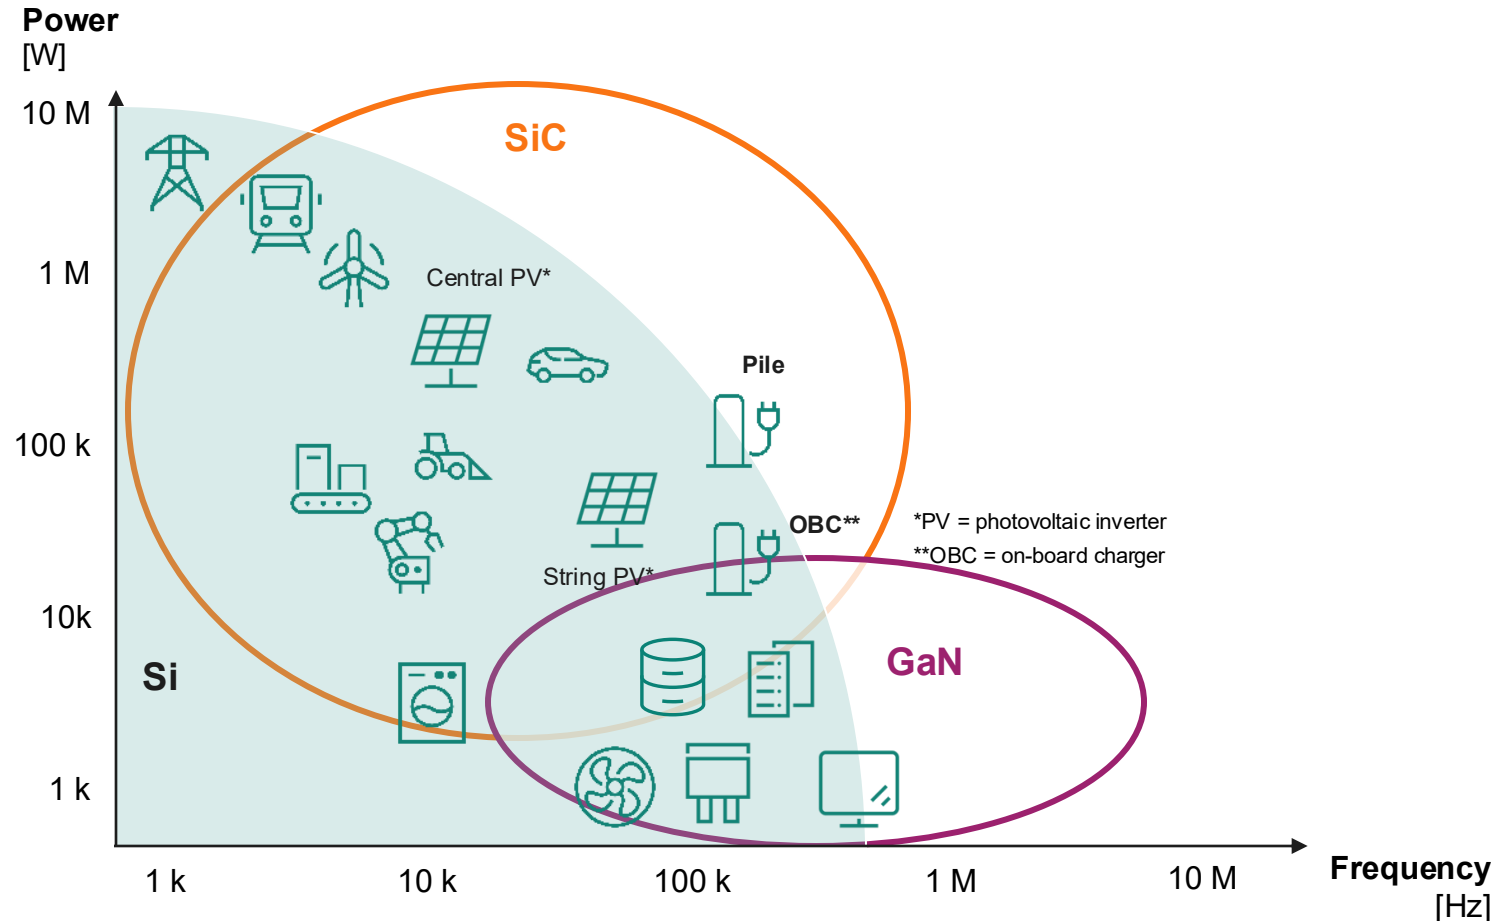 Power
[W]
10 M
SiC
1 M
Central PV*
Pile
100 k
OBC**
*PV = photovoltaic inverter
**OBC = on-board charger
String PV*
10k
Si
GaN
1 k
1 k
10 k
100 k
1 M
10 M
Frequency
[Hz]